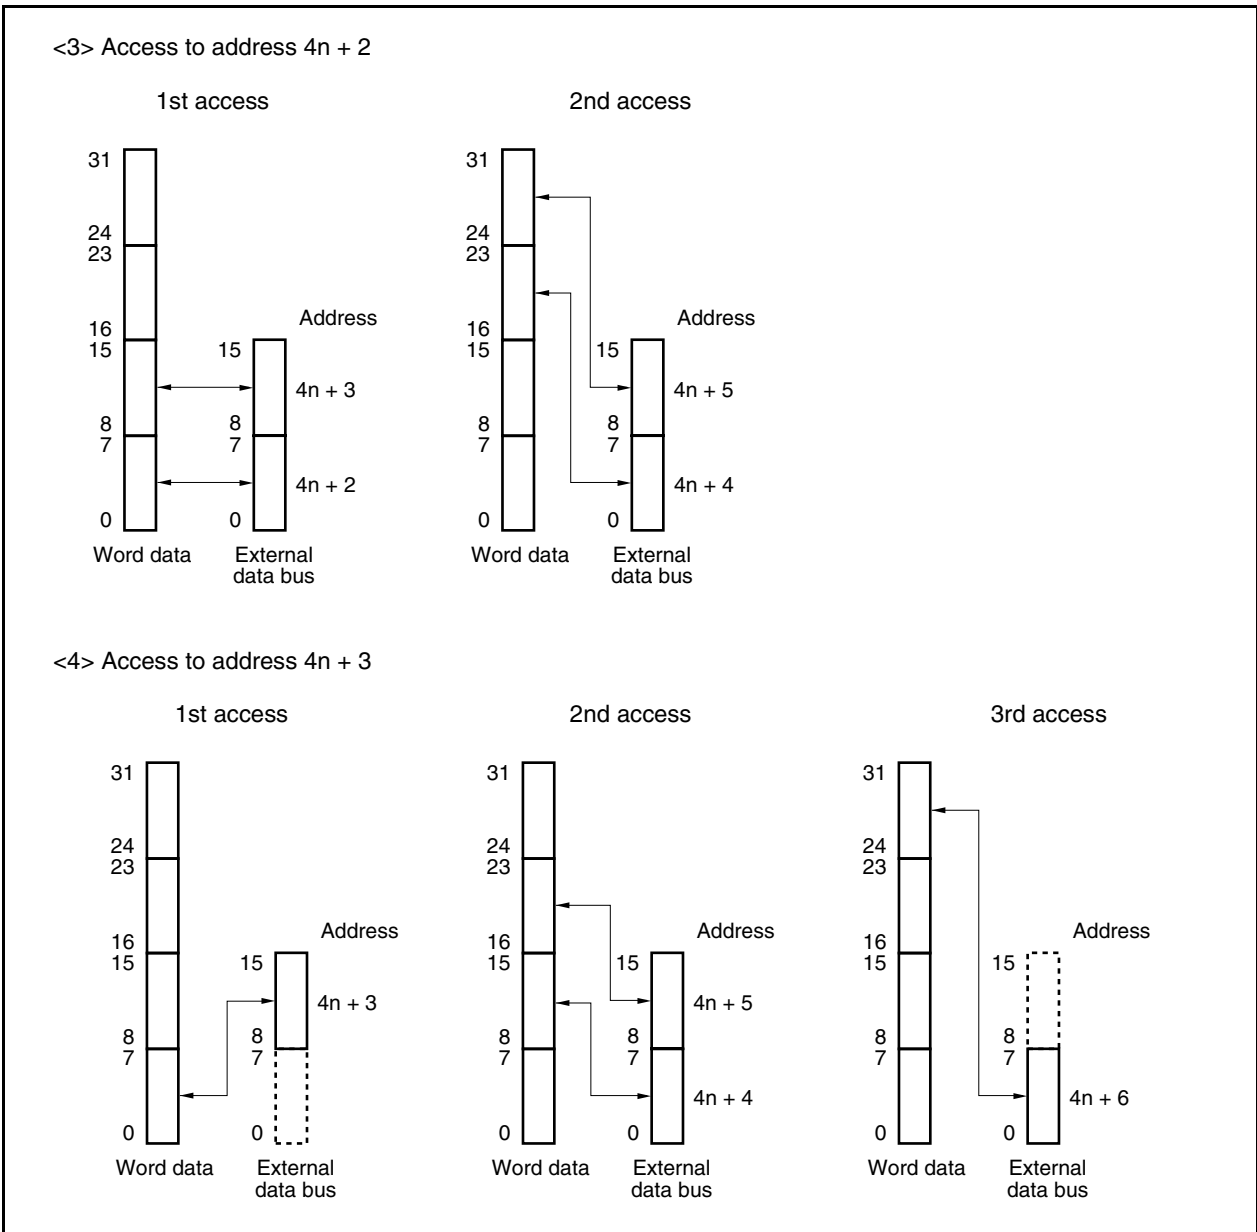 <3> Access to address 4n + 2
1st access
2nd access
31
24
23
16
15
8
7
0
Word data
Address
15
8
7
0
4n + 3
4n + 2
External
data bus
31
24
23
16
15
8
7
0
Word data
Address
15
8
7
0
4n + 5
4n + 4
External
data bus
<4> Access to address 4n + 3
1st access
2nd access
3rd access
31
24
23
16
15
8
7
0
Word data
Address
15
8
7
0
4n + 3
External
data bus
31
24
23
16
15
8
7
0
Word data
Address
15
8
7
0
4n + 5
4n + 4
External
data bus
31
24
23
16
15
8
7
0
Word data
Address
15
8
7
0
4n + 6
External
data bus